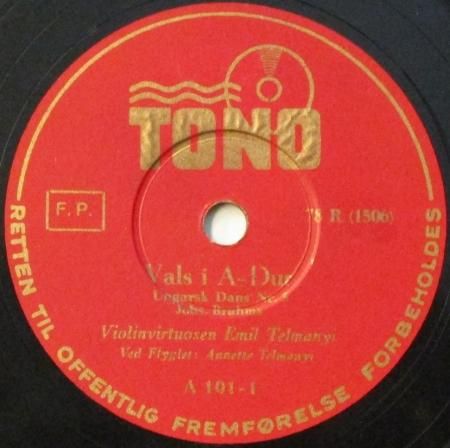 TONO
F.P.
78 R (1506)
Vals i A-Dur
Ungarsk Dans Nr.
Johs. Brahms
Violinvirtuosen Emil Telmanyi
Ved Flyglet: Annette Telmanyi
A 101-1
RETTEN TIL OFFENTLIG FREMFØRELSE FORBEHOLDES